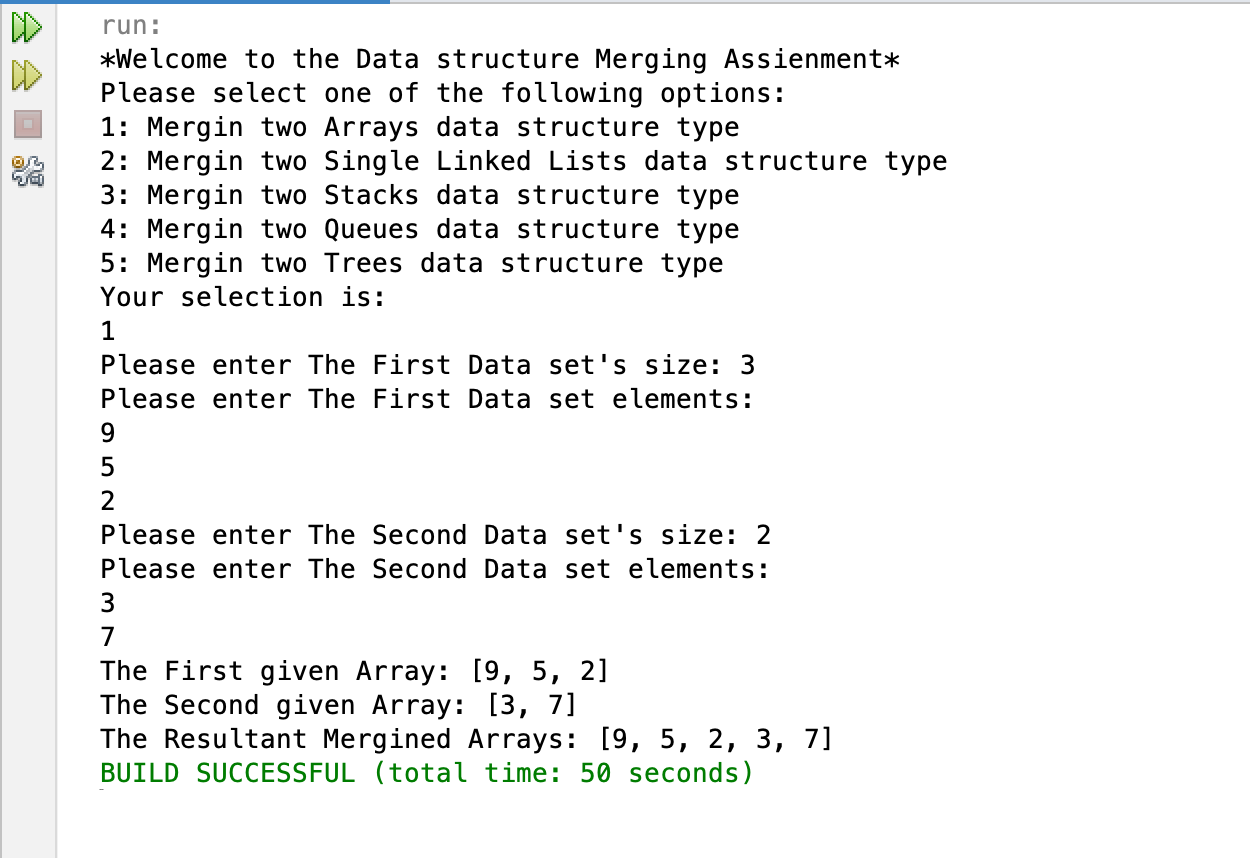 run:
*Welcome to the Data structure Merging Assienment*
Please select one of the following options:
1: Mergin two Arrays data structure type
2: Mergin two Single Linked Lists data structure type
3: Mergin two Stacks data structure type
4: Mergin two Queues data structure type
5: Mergin two Trees data structure type
Your selection is:
1
Please enter The First Data set's size: 3
Please enter The First Data set elements:
9
5
2
Please enter The Second Data set's size: 2
Please enter The Second Data set elements:
3
7
The First given Array: [9, 5, 2]
The Second given Array: [3, 7]
The Resultant Mergined Arrays: [9, 5, 2, 3, 7]
BUILD SUCCESSFUL (total time: 50 seconds)